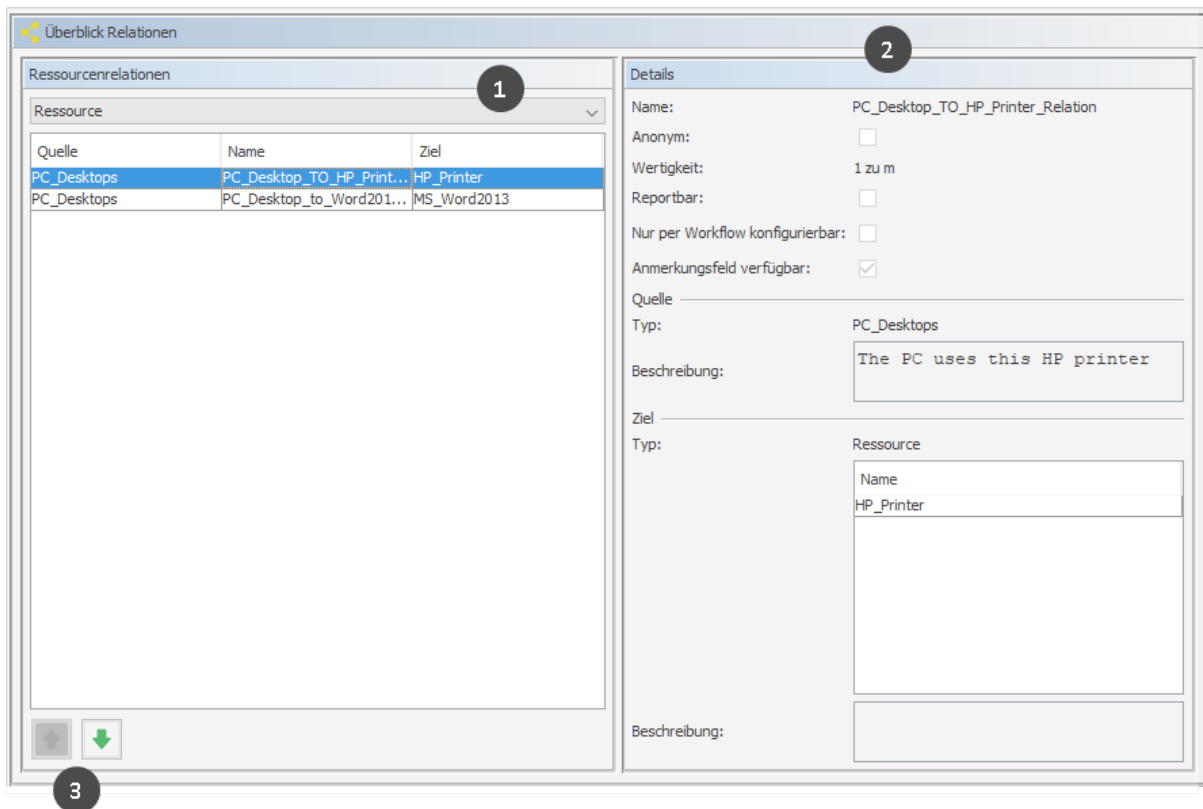 Überblick Relationen
Ressourcenrelationen
1
Ressource
Quelle Name Ziel
PC_Desktops PC_Desktop_TO_HP_Print... HP_Printer
PC_Desktops PC_Desktop_to_Word201... MS_Word2013
3
2
Details
Name: PC_Desktop_TO_HP_Printer_Relation
Anonym:
Wertigkeit: 1 zu m
Reportbar:
Nur per Workflow konfigurierbar:
Anmerkungsfeld verfügbar:
Quelle
Typ: PC_Desktops
Beschreibung: The PC uses this HP printer
Ziel
Typ: Ressource
Name
HP_Printer
Beschreibung: